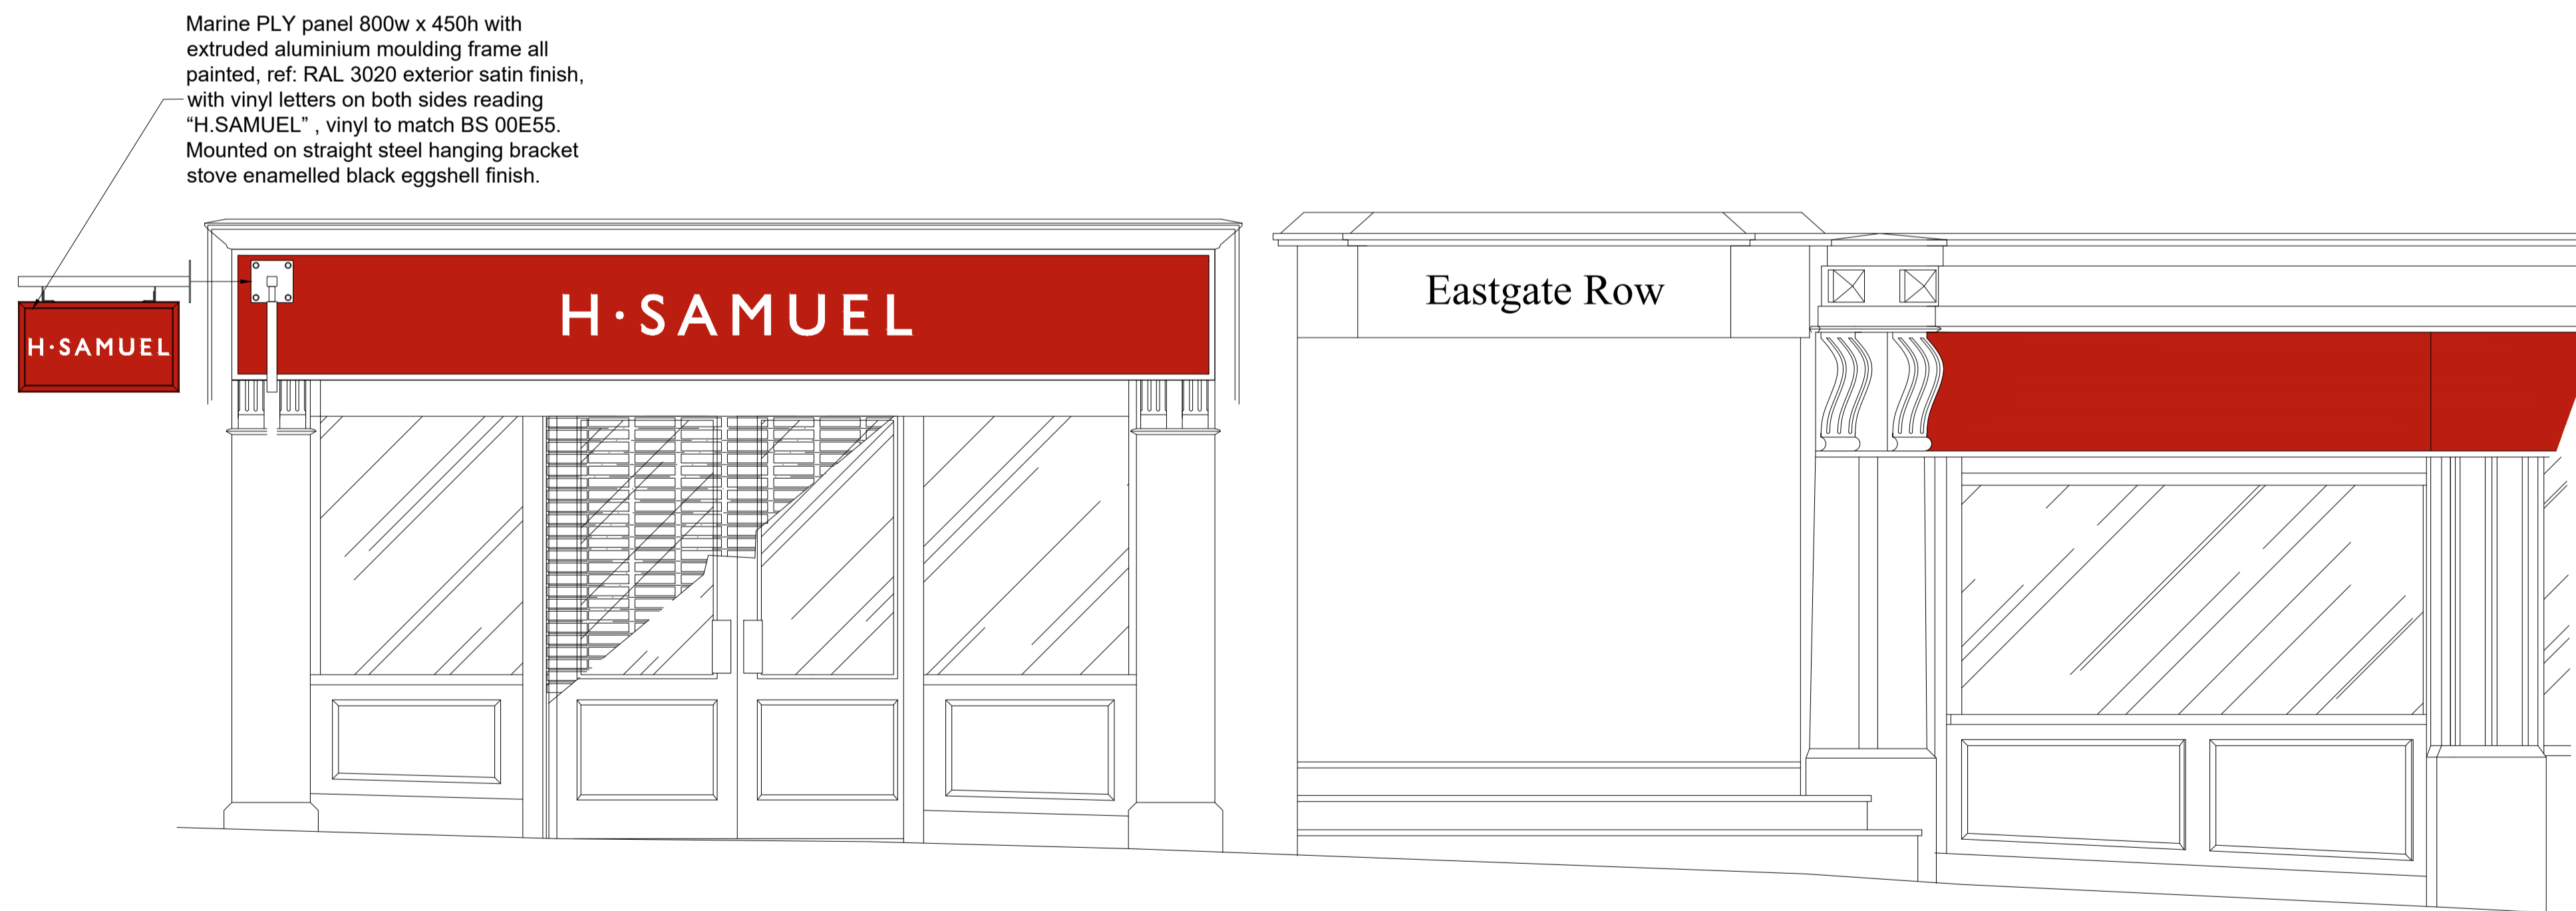 Marine PLY panel 800w x 450h with
extruded aluminium moulding frame all
painted, ref: RAL 3020 exterior satin finish,
with vinyl letters on both sides reading
“H.SAMUEL” , vinyl to match BS 00E55.
Mounted on straight steel hanging bracket
stove enamelled black eggshell finish.
H·SAMUEL
H·SAMUEL
Eastgate Row